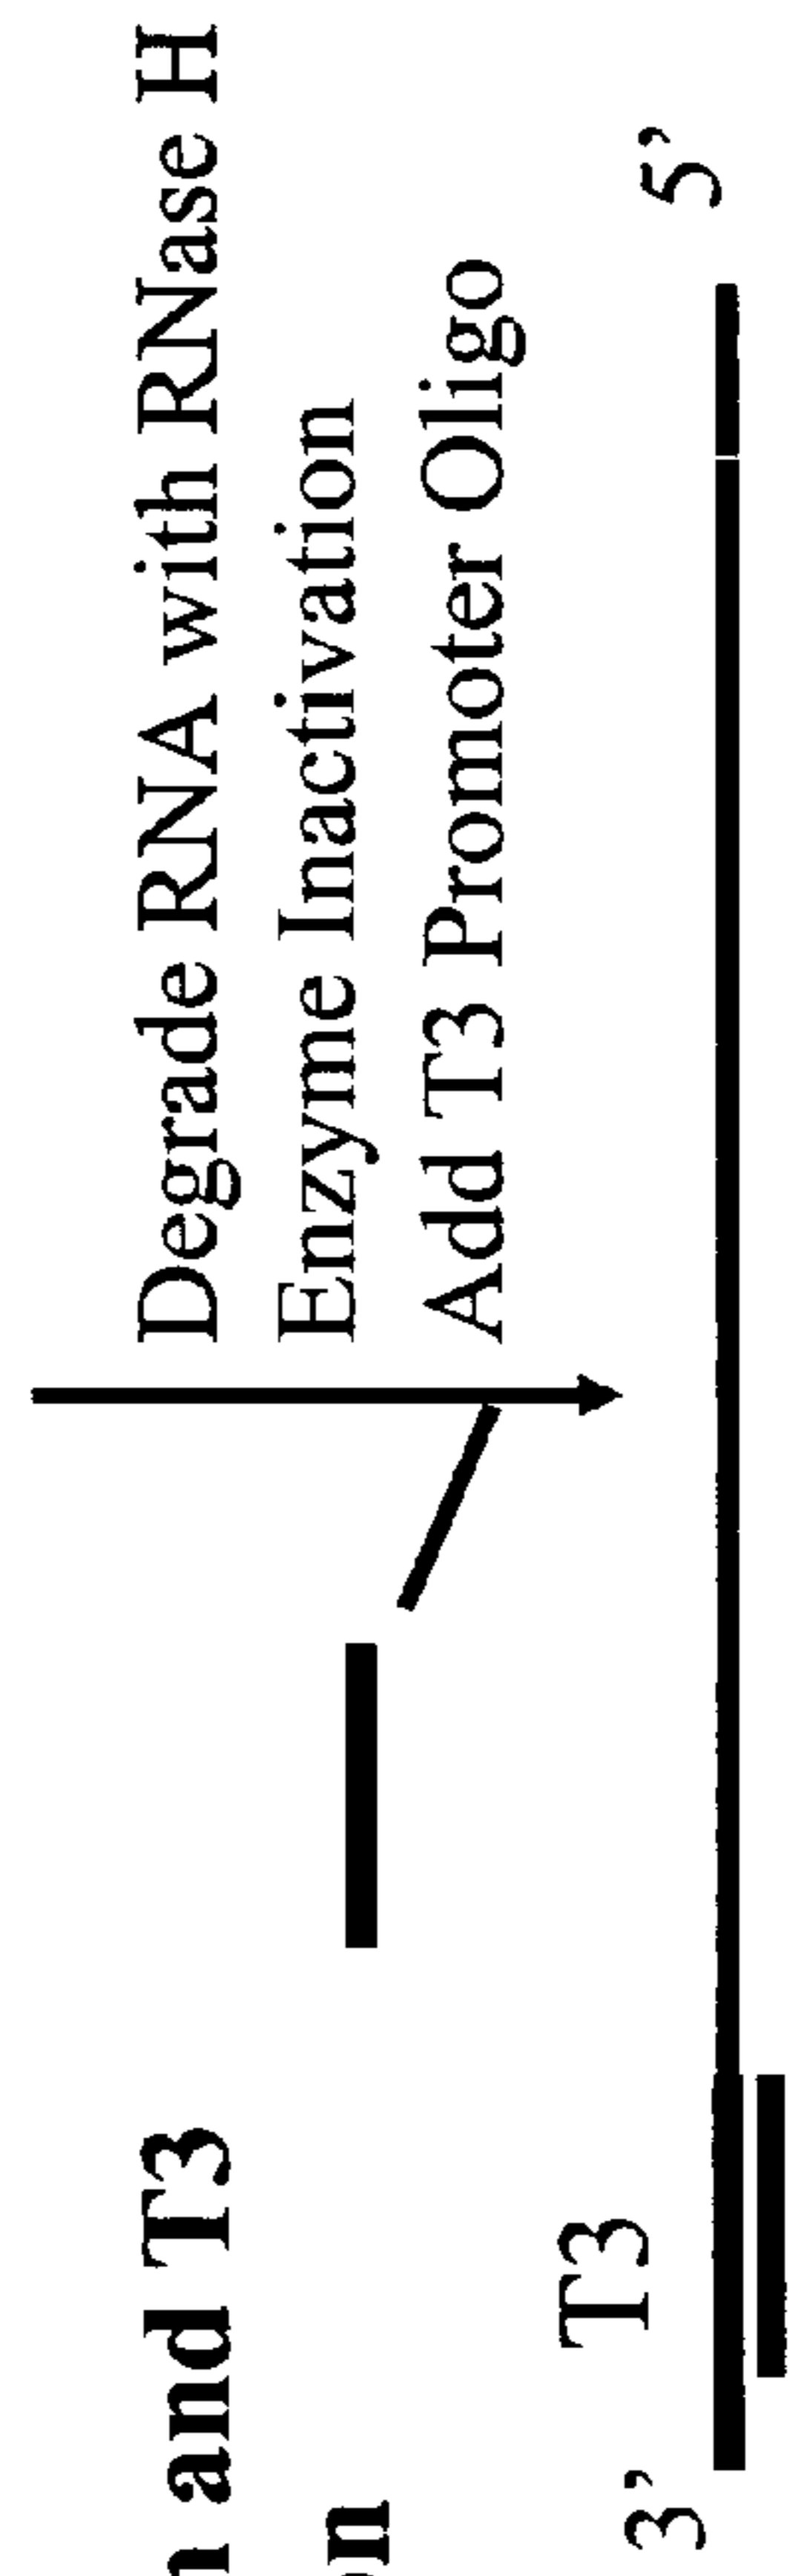 Degrade RNA with RNase H
Enzyme Inactivation
Add T3 Promoter Oligo
and T3
T3
3’
5’